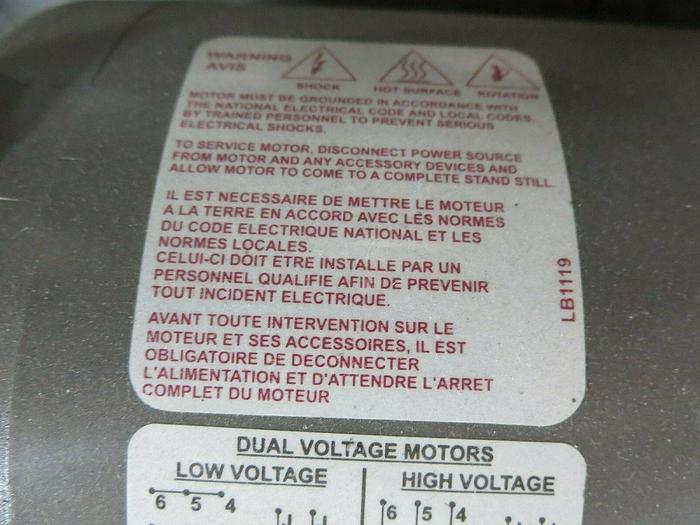 WARNING
AVIS
SHOCK HOT SURFACE ROTATION
MOTOR MUST BE GROUNDED IN ACCORDANCE WITH
THE NATIONAL ELECTRICAL CODE AND LOCAL CODES.
BY TRAINED PERSONNEL TO PREVENT SERIOUS
ELECTRICAL SHOCKS.
TO SERVICE MOTOR, DISCONNECT POWER SOURCE
FROM MOTOR AND ANY ACCESSORY DEVICES AND
ALLOW MOTOR TO COME TO A COMPLETE STAND STILL.
IL EST NECESSAIRE DE METTRE LE MOTEUR
A LA TERRE EN ACCORD AVEC LES NORMES
DU CODE ELECTRIQUE NATIONAL ET LES
NORMES LOCALES.
CELUI-CI DOIT ETRE INSTALLE PAR UN
PERSONNEL QUALIFIE AFIN DE PREVENIR
TOUT INCIDENT ELECTRIQUE.
AVANT TOUTE INTERVENTION SUR LE
MOTEUR ET SES ACCESSOIRES, IL EST
OBLIGATOIRE DE DECONNECTER
L'ALIMENTATION ET D'ATTENDRE L'ARRET
COMPLET DU MOTEUR
LB1119
DUAL VOLTAGE MOTORS
LOW VOLTAGE HIGH VOLTAGE
6 5 4 6 5 4